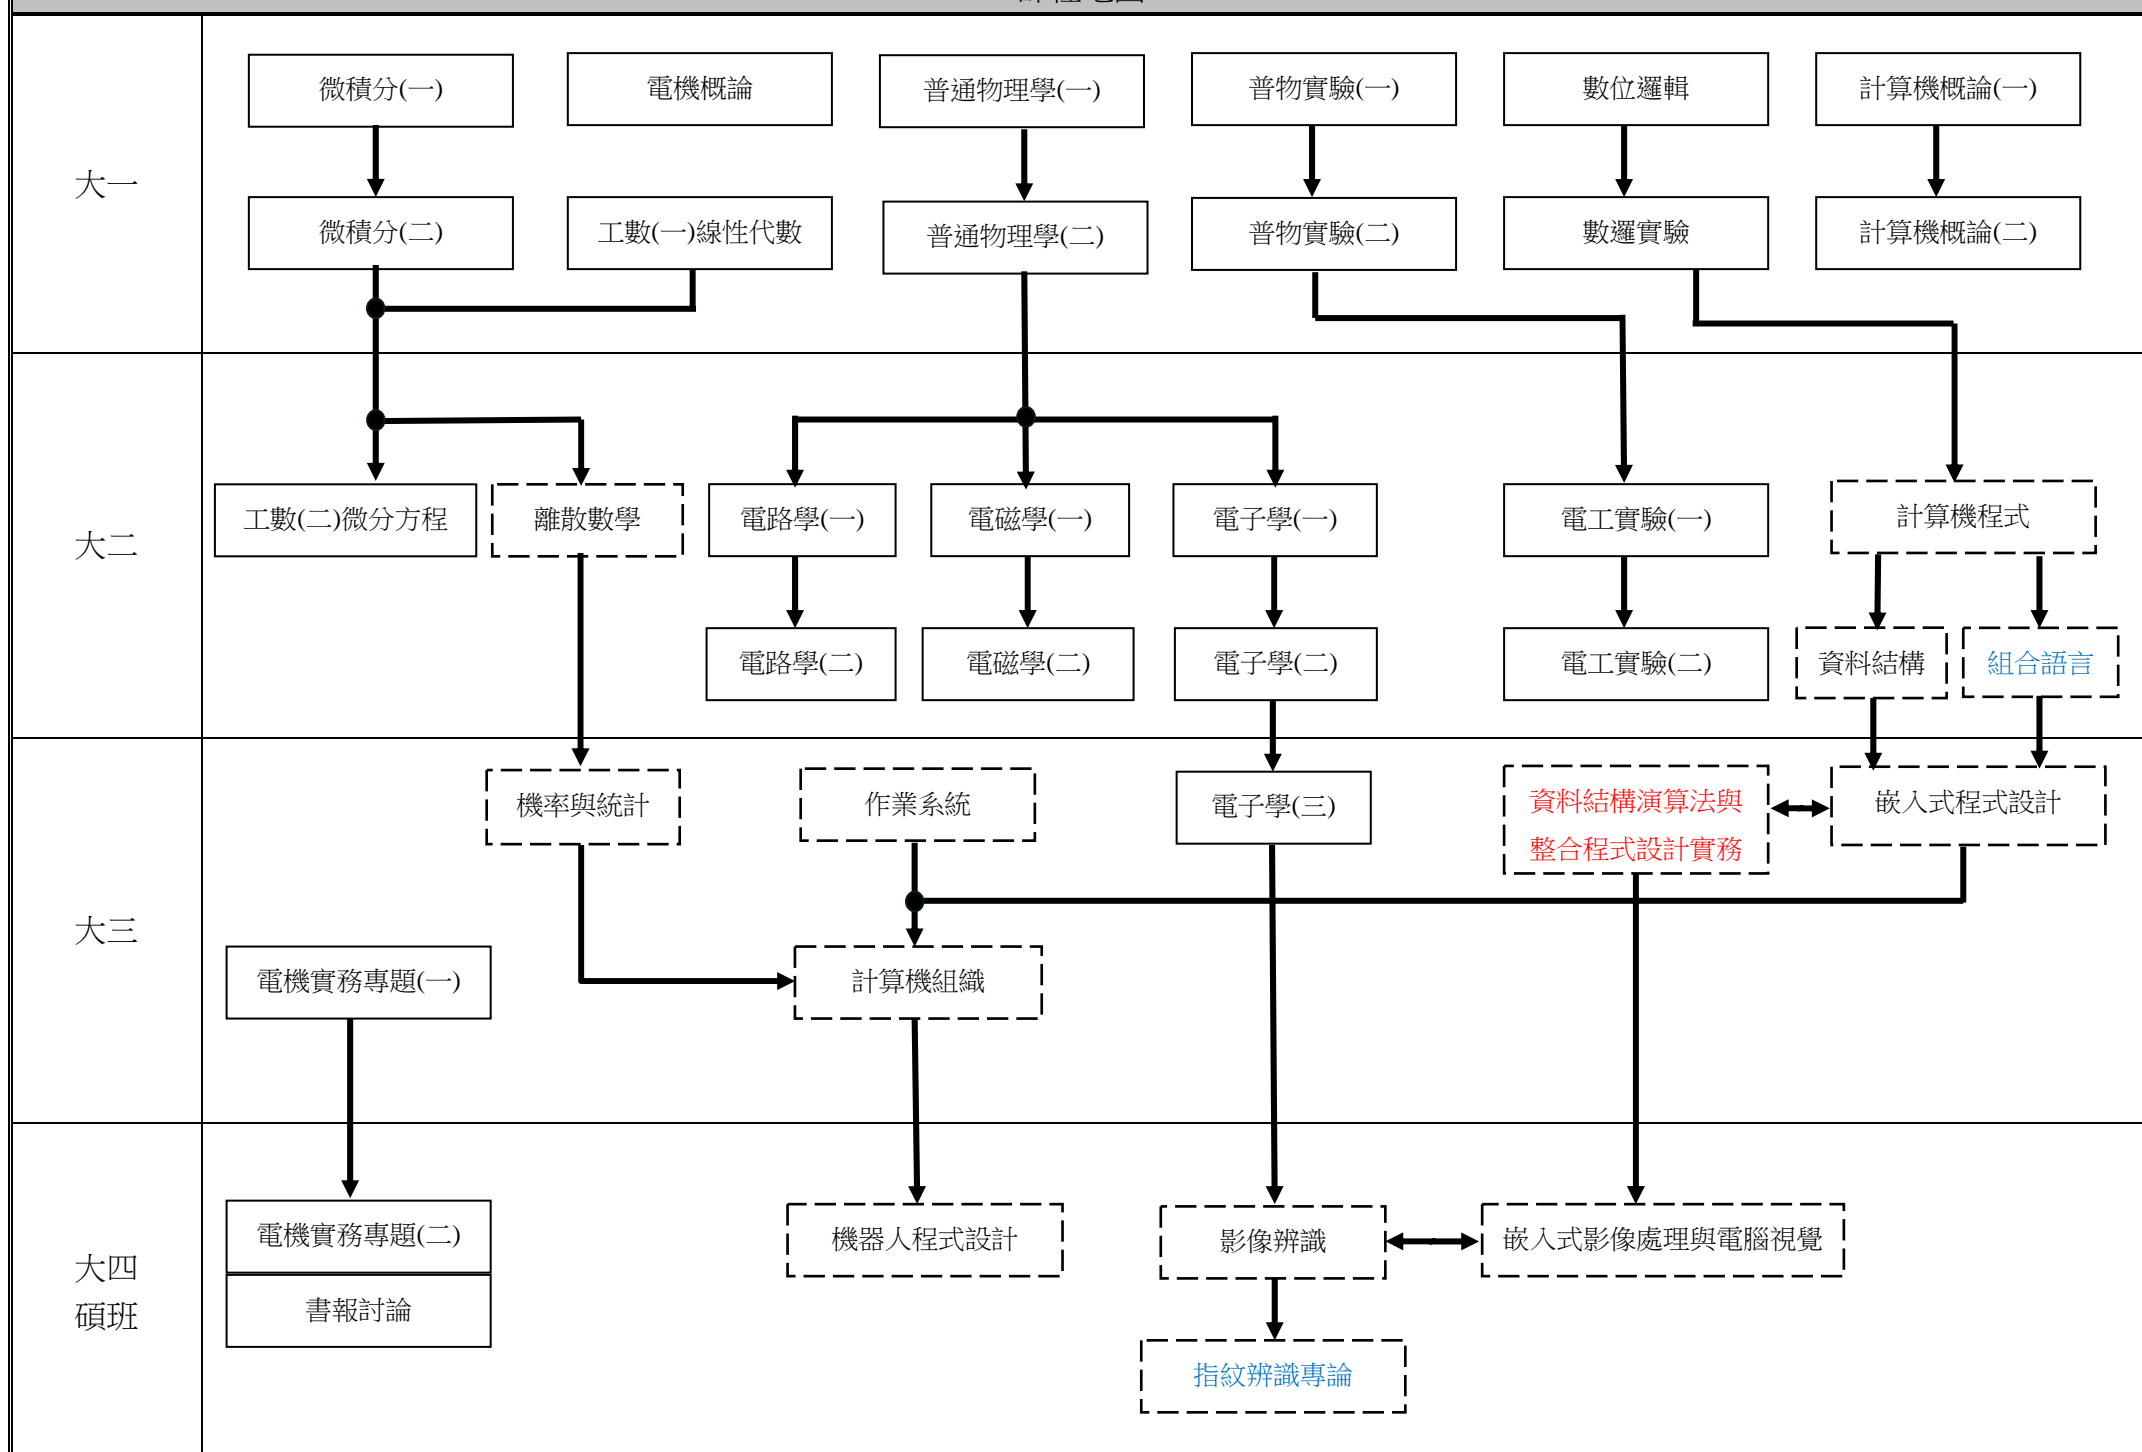 大一
微積分(一)
電機概論
普通物理學(一)
普物實驗(一)
數位邏輯
計算機概論(一)
微積分(二)
工數(一)線性代數
普通物理學(二)
普物實驗(二)
數邏實驗
計算機概論(二)
大二
工數(二)微分方程
離散數學
電路學(一)
電磁學(一)
電子學(一)
電工實驗(一)
計算機程式
電路學(二)
電磁學(二)
電子學(二)
電工實驗(二)
資料結構
組合語言
大三
機率與統計
作業系統
電子學(三)
資料結構演算法與
整合程式設計實務
嵌入式程式設計
電機實務專題(一)
計算機組織
大四
碩班
電機實務專題(二)
機器人程式設計
影像辨識
嵌入式影像處理與電腦視覺
書報討論
指紋辨識專論